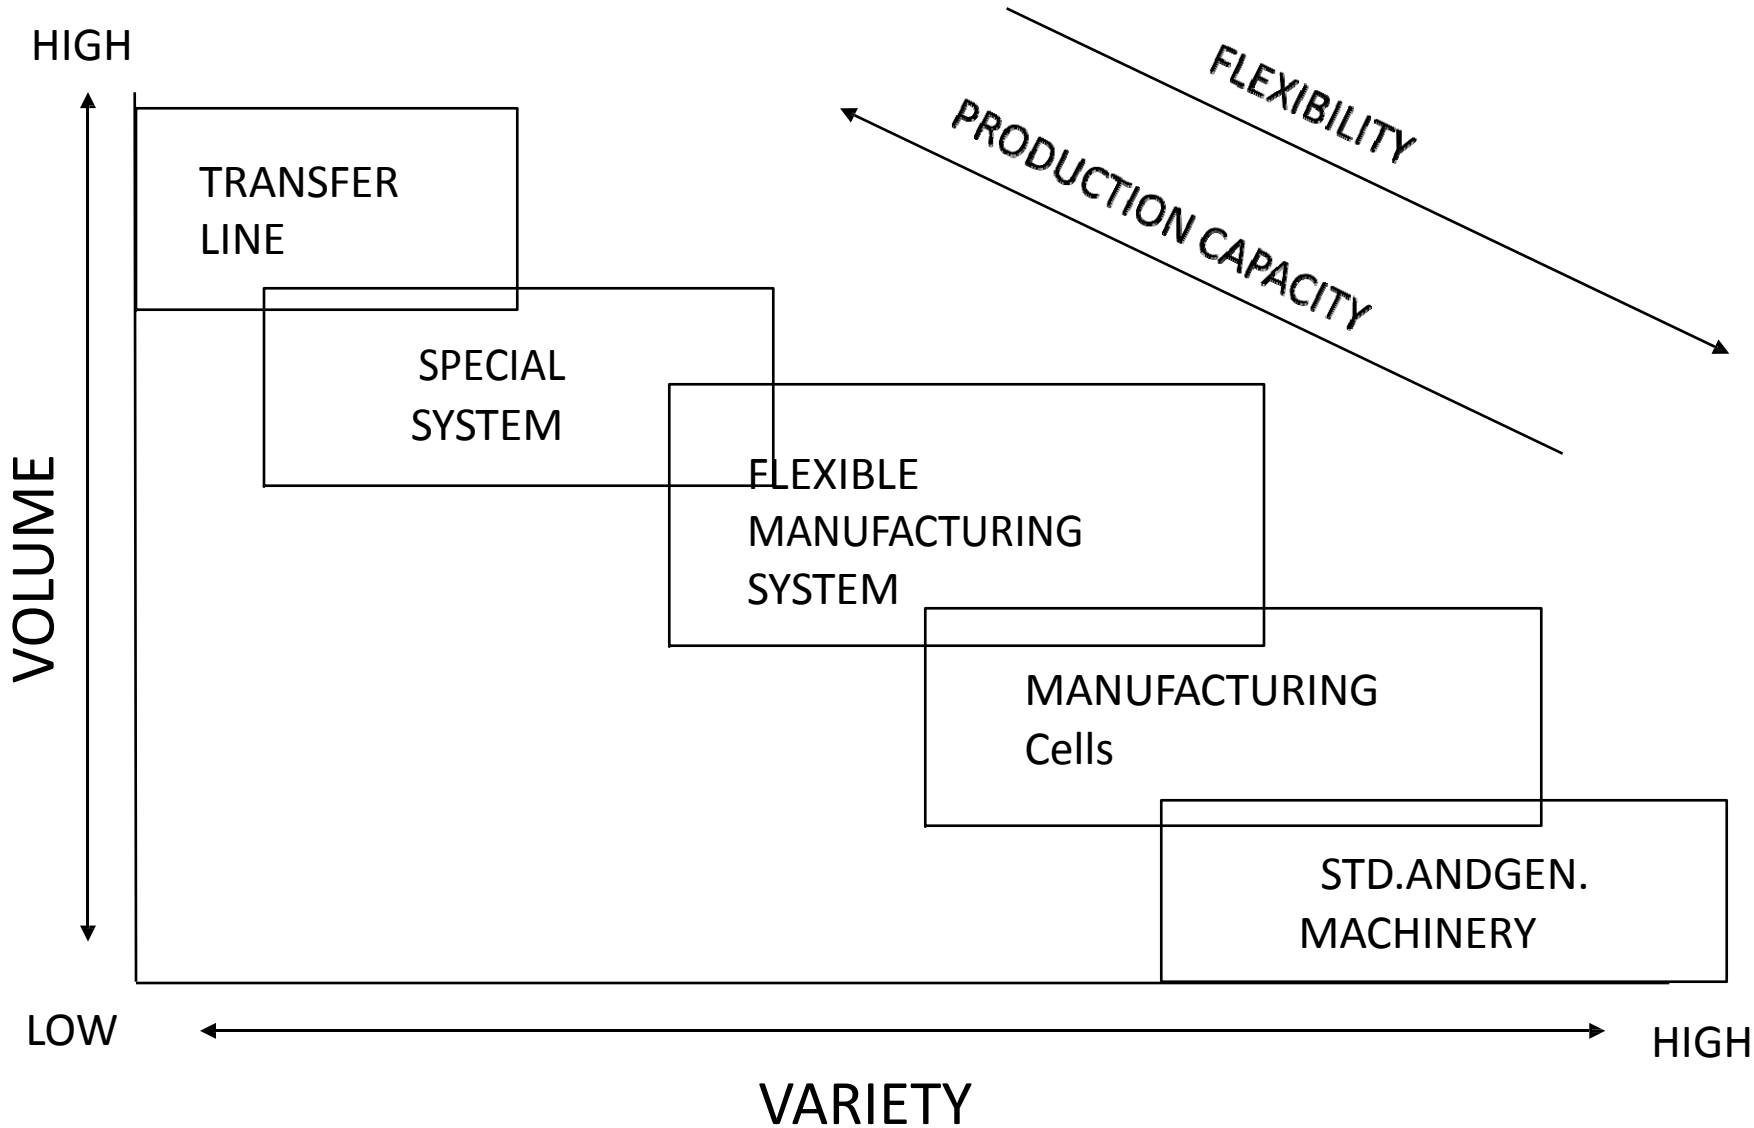 HIGH
FLEXIBILITY
PRODUCTION CAPACITY
TRANSFER
LINE
SPECIAL
SYSTEM
FLEXIBLE
MANUFACTURING
SYSTEM
VOLUME
MANUFACTURING
Cells
STD.ANDGEN.
MACHINERY
LOW
HIGH
VARIETY